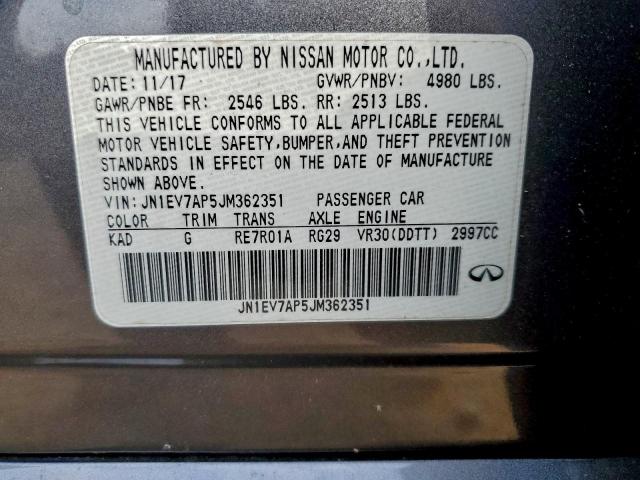 MANUFACTURED BY NISSAN MOTOR CO.,LTD.
DATE: 11/17 GVWR/PNBV: 4980 LBS.
GAWR/PNBE FR: 2546 LBS. RR: 2513 LBS.
THIS VEHICLE CONFORMS TO ALL APPLICABLE FEDERAL
MOTOR VEHICLE SAFETY, BUMPER, AND THEFT PREVENTION
STANDARDS IN EFFECT ON THE DATE OF MANUFACTURE
SHOWN ABOVE.
VIN: JN1EV7AP5JM362351 PASSENGER CAR
COLOR TRIM TRANS AXLE ENGINE
KAD G RE7R01A RG29 VR30(DDTT) 2997CC
JN1EV7AP5JM362351